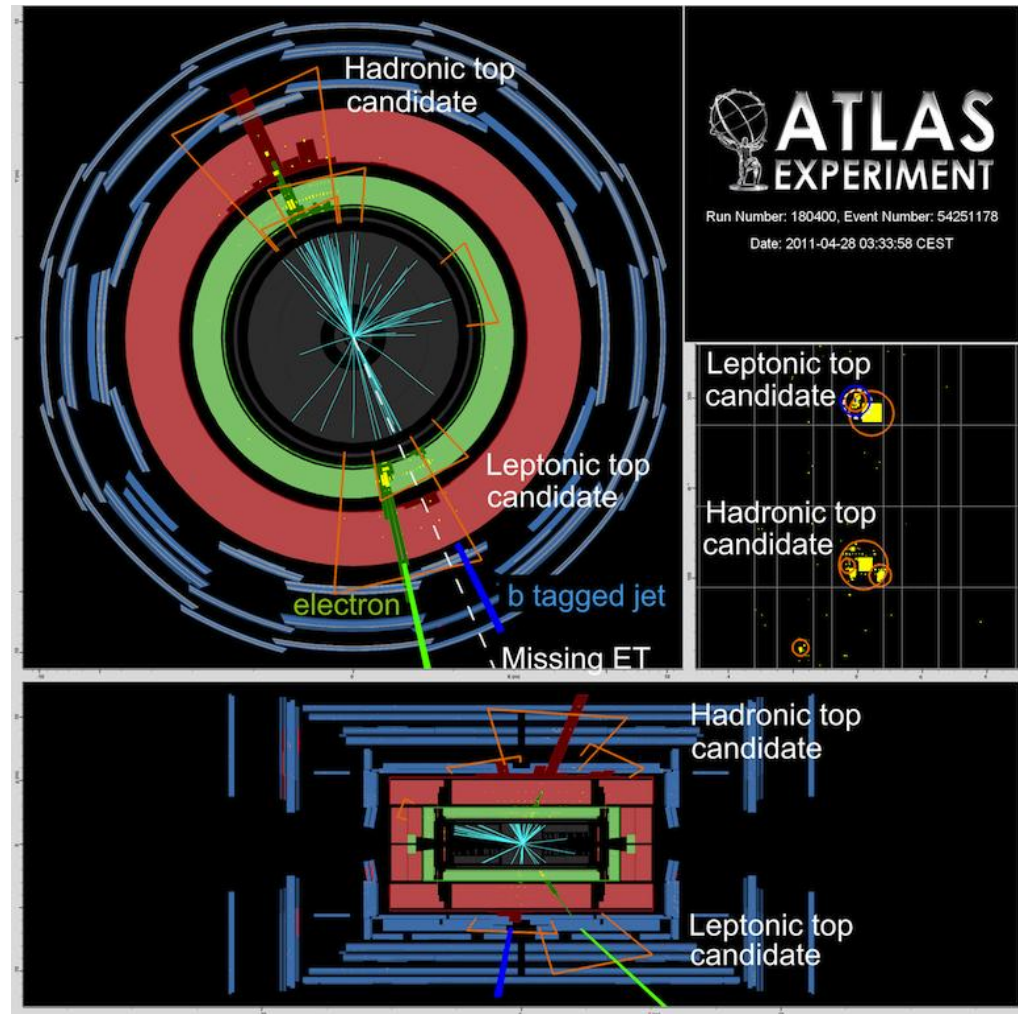 Hadronic top
candidate
Leptonic top
candidate
electron
b tagged jet
Missing ET
ATLAS
EXPERIMENT
Run Number: 180400, Event Number: 54251178
Date: 2011-04-28 03:33:58 CEST
Leptonic top
candidate
Hadronic top
candidate
Hadronic top
candidate
Leptonic top
candidate